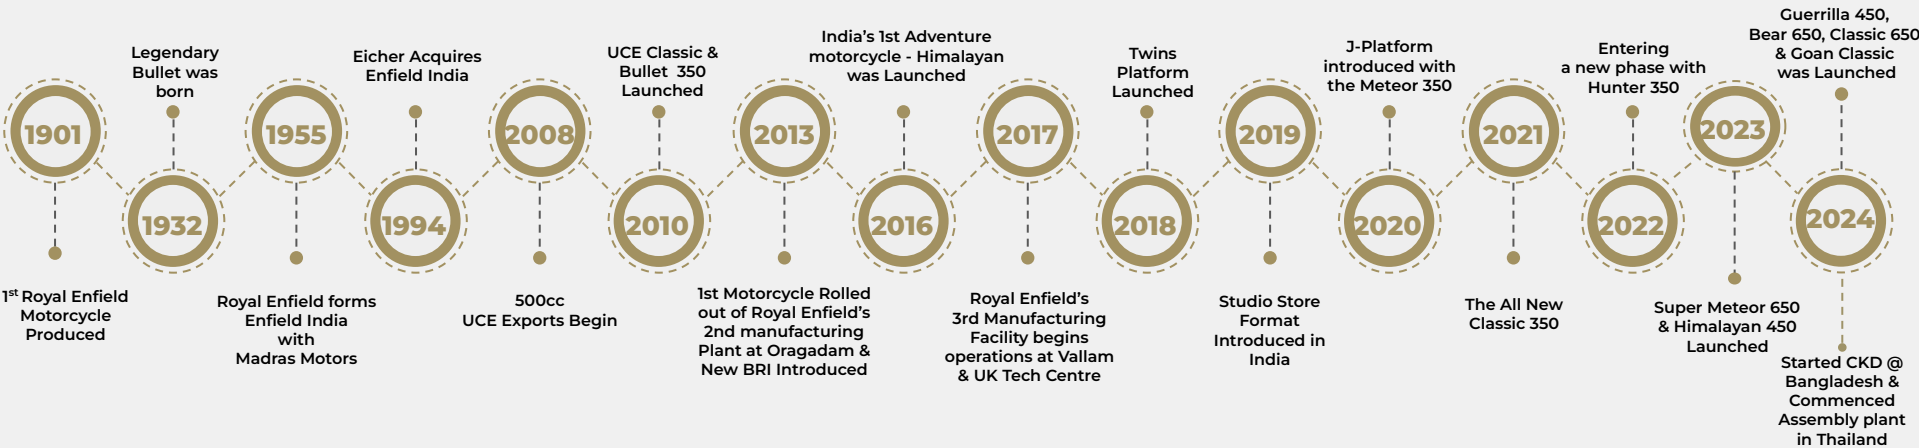 1901
1st Royal Enfield
Motorcycle
Produced
Legendary
Bullet was
born
1932
1955
Royal Enfield forms
Enfield India
with
Madras Motors
Eicher Acquires
Enfield India
1994
2008
500cc
UCE Exports Begin
UCE Classic &
Bullet 350
Launched
2010
2013
1st Motorcycle Rolled
out of Royal Enfield's
2nd manufacturing
Plant at Oragadam &
New BRI Introduced
India's 1st Adventure
motorcycle - Himalayan
was Launched
2016
2017
Royal Enfield's
3rd Manufacturing
Facility begins
operations at Vallam
& UK Tech Centre
Twins
Platform
Launched
2018
2019
Studio Store
Format
Introduced in
India
J-Platform
introduced with
the Meteor 350
2020
2021
The All New
Classic 350
Entering
a new phase with
Hunter 350
2022
2023
Super Meteor 650
& Himalayan 450
Launched
Guerrilla 450,
Bear 650, Classic 650
& Goan Classic
was Launched
2024
Started CKD @
Bangladesh &
Commenced
Assembly plant
in Thailand